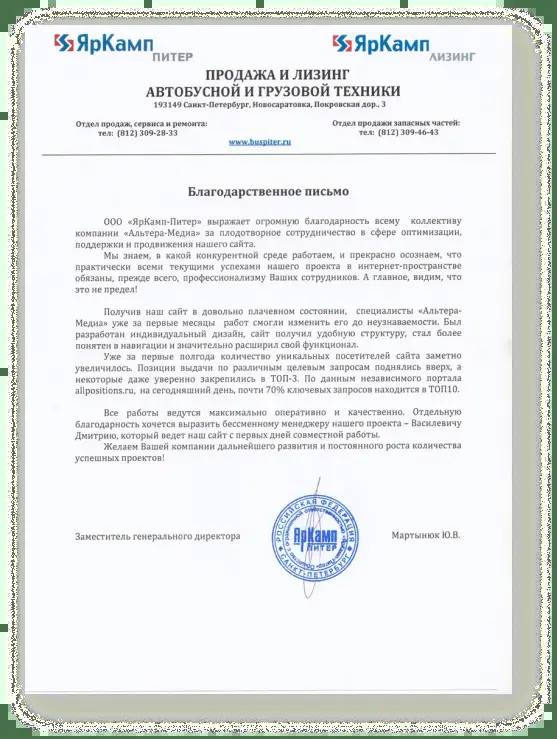 ЯрКамп ПИТЕР
ЯрКамп ЛИЗИНГ
ПРОДАЖА И ЛИЗИНГ
АВТОБУСНОЙ И ГРУЗОВОЙ ТЕХНИКИ
193149 Санкт-Петербург, Новосаратовка, Покровская дор., 3
Отдел продаж, сервиса и ремонта:
тел: (812) 309-28-33
Отдел продажи запасных частей:
тел: (812) 309-46-43
www.buspiter.ru
Благодарственное письмо
ООО «ЯрКамп-Питер» выражает огромную благодарность всему коллективу
компании «Альтера-Медиа» за плодотворное сотрудничество в сфере оптимизации,
поддержки и продвижения нашего сайта.
Мы знаем, в какой конкурентной среде работаем, и прекрасно осознаем, что
практически всеми текущими успехами нашего проекта в интернет-пространстве
обязаны, прежде всего, профессионализму Ваших сотрудников. А главное, видим, что
это не предел!
Получив наш сайт в довольно плачевном состоянии, специалисты «Альтера-
Медиа» уже за первые месяцы работ смогли изменить его до неузнаваемости. Был
разработан индивидуальный дизайн, сайт получил удобную структуру, стал более
понятен в навигации и значительно расширил свой функционал.
Уже за первые полгода количество уникальных посетителей сайта заметно
увеличилось. Позиции выдачи по различным целевым запросам поднялись вверх, а
некоторые даже уверенно закрепились в ТОП-3. По данным независимого портала
allpositions.ru, на сегодняшний день, почти 70% ключевых запросов находится в ТОП10.
Все работы ведутся максимально оперативно и качественно. Отдельную
благодарность хочется выразить бессменному менеджеру нашего проекта – Василевичу
Дмитрию, который ведет наш сайт с первых дней совместной работы.
Желаем Вашей компании дальнейшего развития и постоянного роста количества
успешных проектов!
Заместитель генерального директора
РОССИЙСКАЯ ФЕДЕРАЦИЯ
ЯрКамп
ПИТЕР
САНКТ-ПЕТЕРБУРГ
Мартынюк Ю.В.